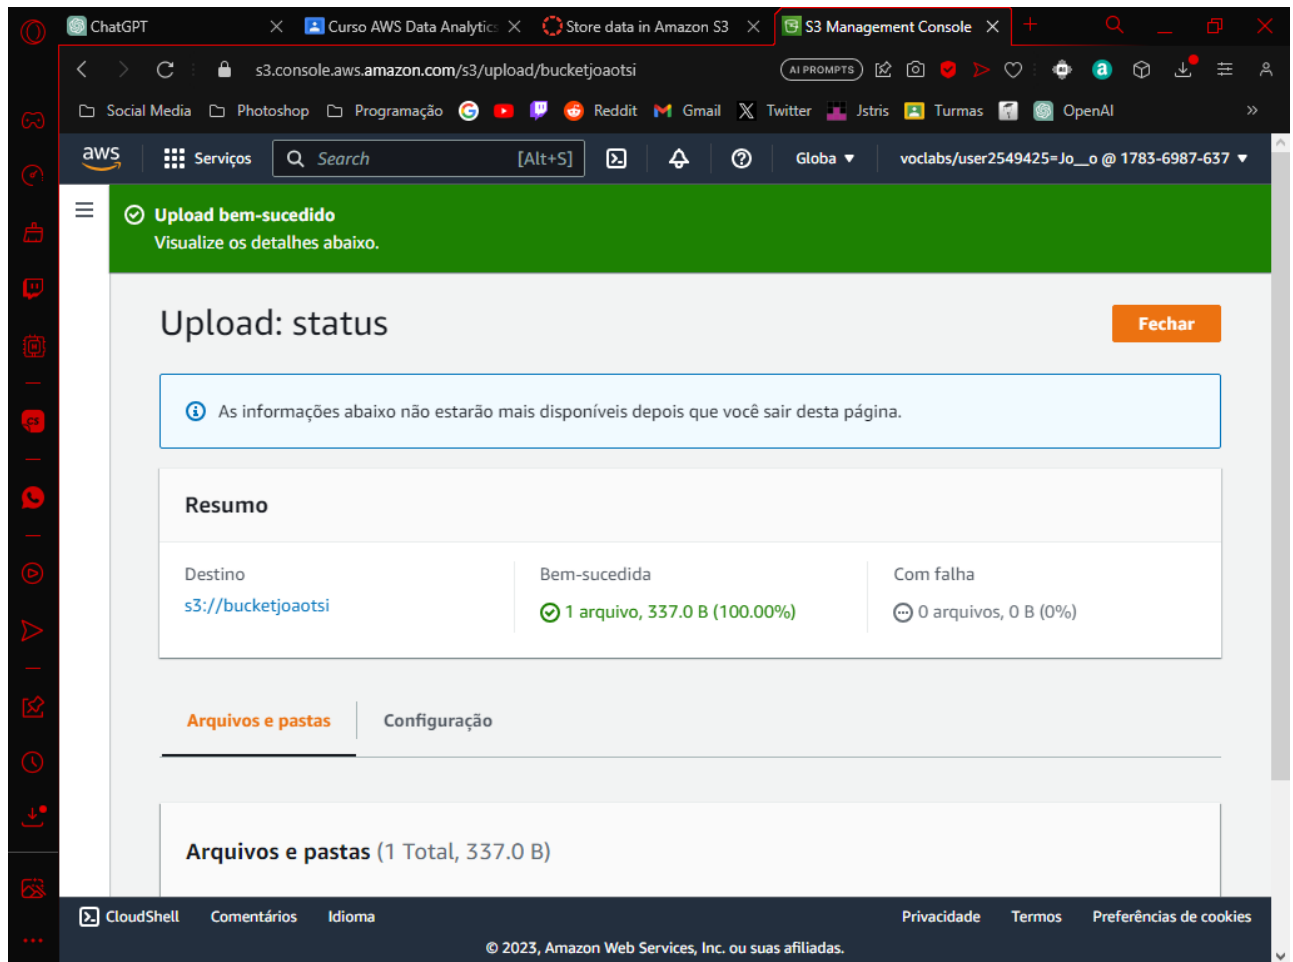 ChatGPT
Curso AWS Data Analytics
Store data in Amazon S3
S3 Management Console
s3.console.aws.amazon.com/s3/upload/bucketjoaotsi
AI PROMPTS
Social Media
Photoshop
Programação
Reddit
Gmail
Twitter
Jstris
Turmas
OpenAI
aws
Serviços
Search
[Alt+S]
Globa
voclabs/user2549425=Jo__o @ 1783-6987-637
Upload bem-sucedido
Visualize os detalhes abaixo.
Upload: status
Fechar
As informações abaixo não estarão mais disponíveis depois que você sair desta página.
Resumo
Destino
s3://bucketjoaotsi
Bem-sucedida
1 arquivo, 337.0 B (100.00%)
Com falha
0 arquivos, 0 B (0%)
Arquivos e pastas
Configuração
Arquivos e pastas (1 Total, 337.0 B)
CloudShell
Comentários
Idioma
Privacidade
Termos
Preferências de cookies
© 2023, Amazon Web Services, Inc. ou suas afiliadas.